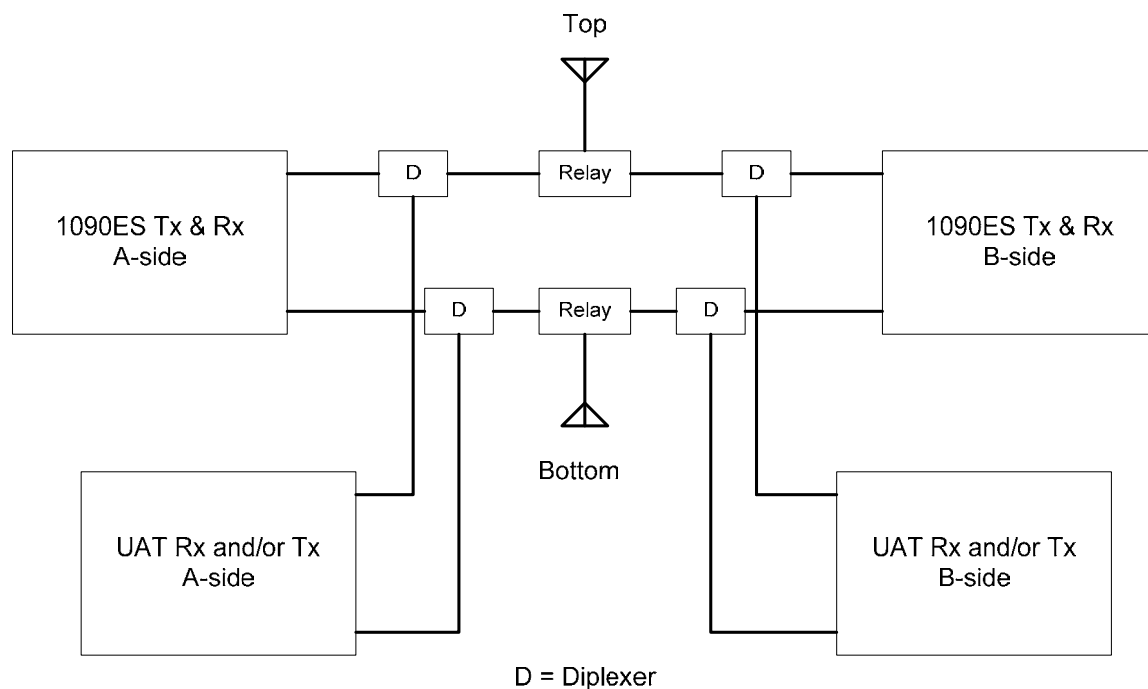 Top
D
Relay
D
1090ES Tx & Rx
A-side
1090ES Tx & Rx
B-side
D
Relay
D
Bottom
UAT Rx and/or Tx
A-side
UAT Rx and/or Tx
B-side
D = Diplexer